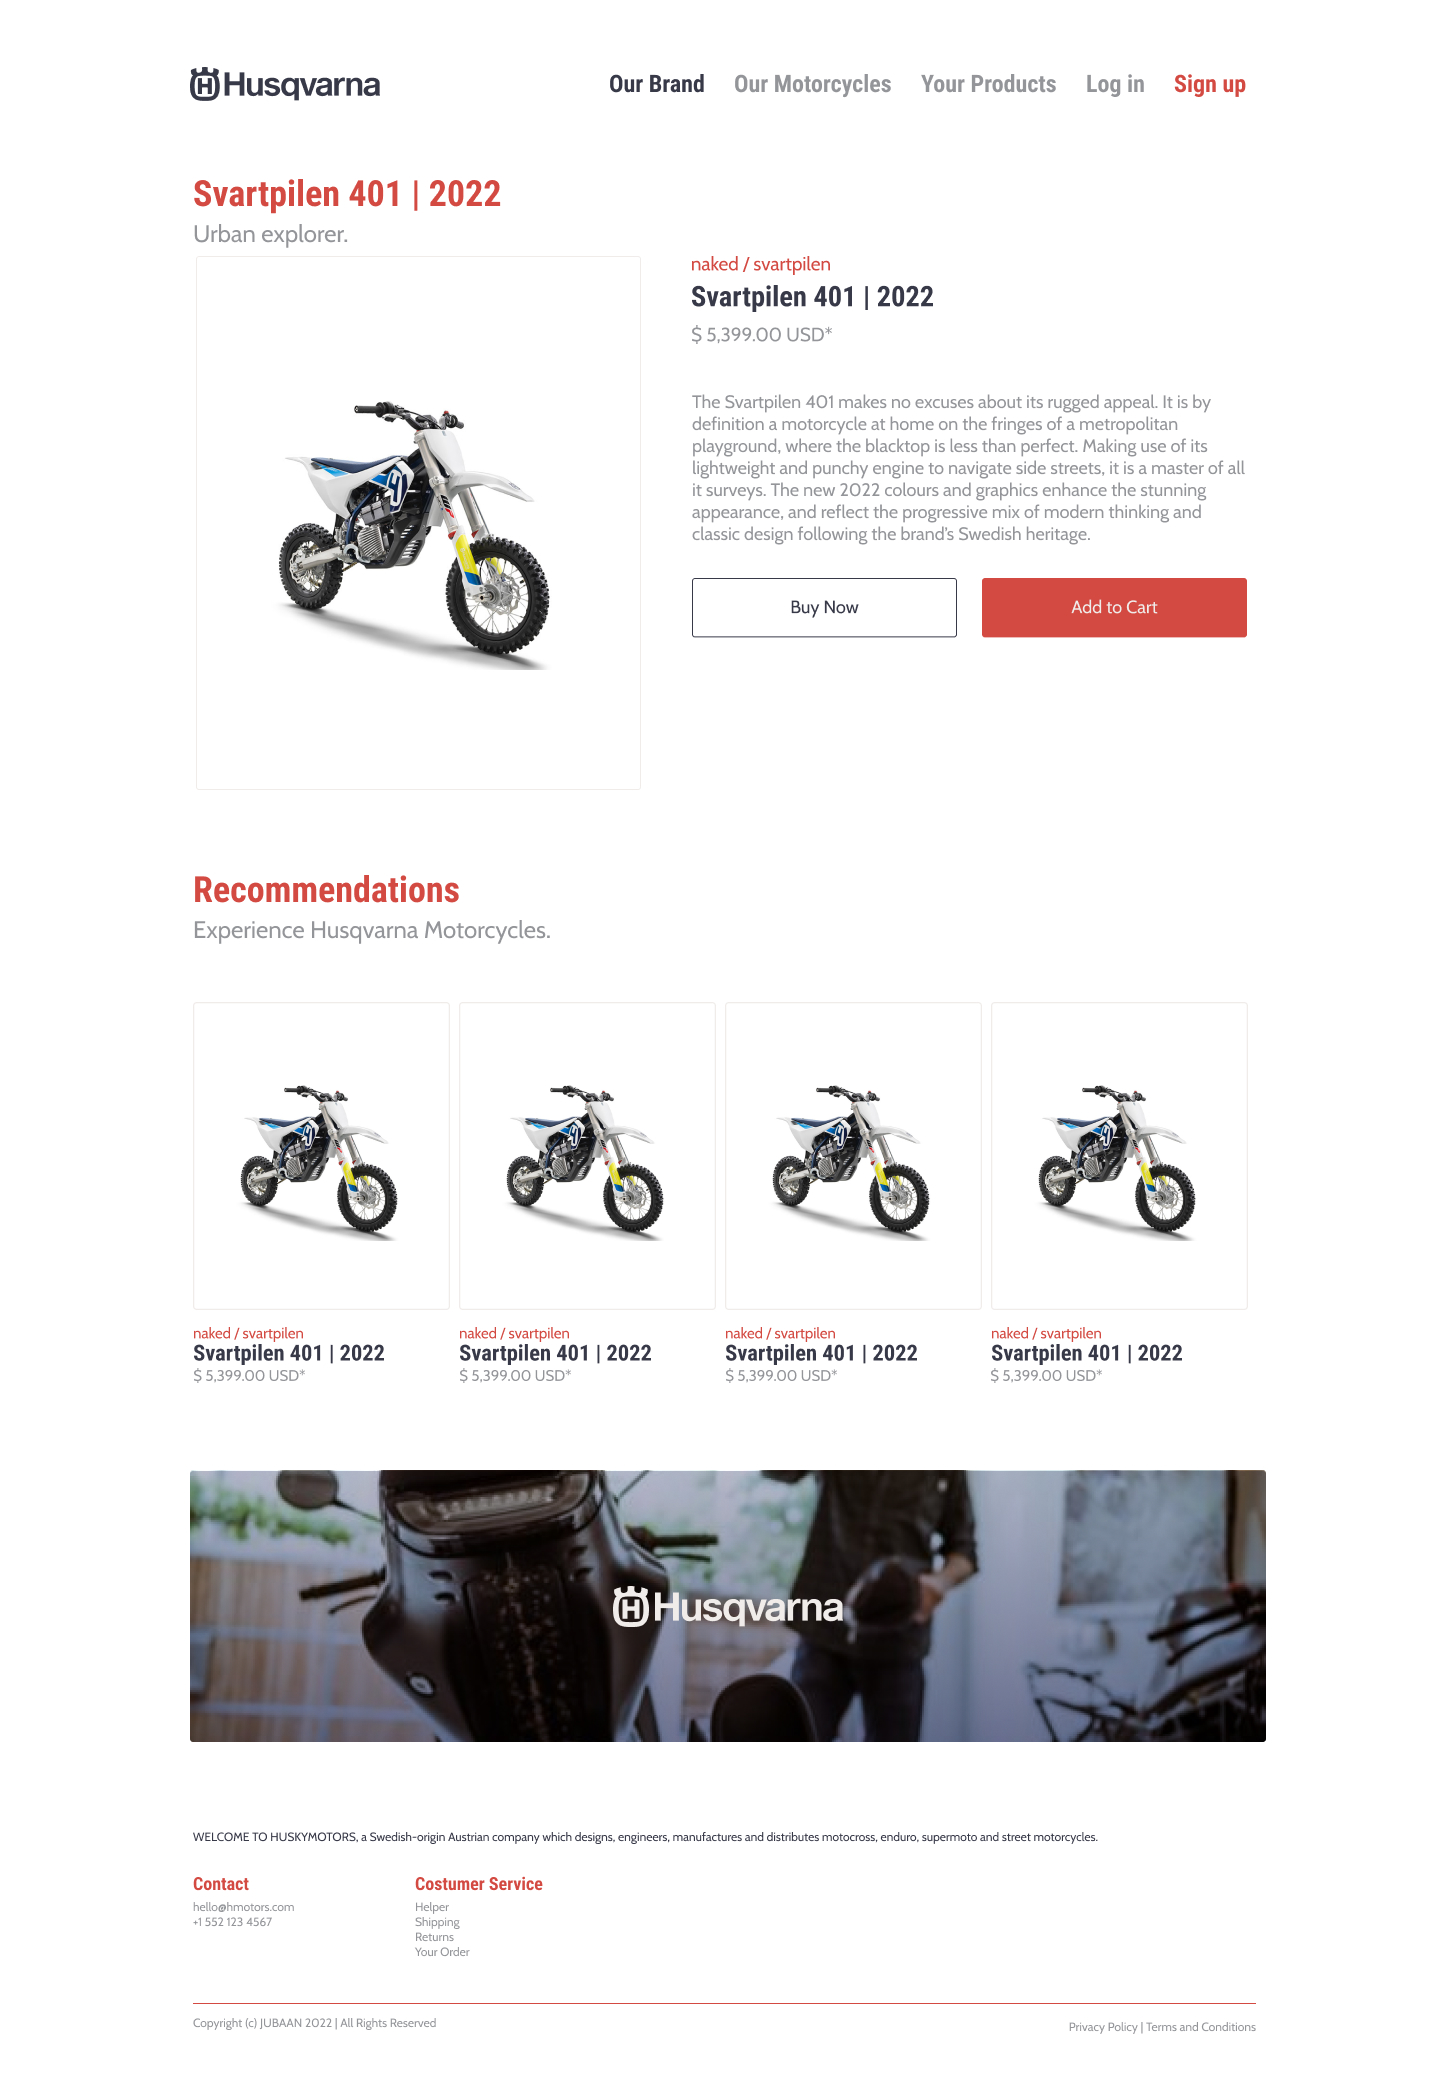 Husqvarna
Our Brand Our Motorcycles Your Products Log in Sign up
Svartpilen 401 | 2022
Urban explorer.
naked / svartpilen
Svartpilen 401 | 2022
$ 5,399.00 USD*
The Svartpilen 401 makes no excuses about its rugged appeal. It is by
definition a motorcycle at home on the fringes of a metropolitan
playground, where the blacktop is less than perfect. Making use of its
lightweight and punchy engine to navigate side streets, it is a master of all
it surveys. The new 2022 colours and graphics enhance the stunning
appearance, and reflect the progressive mix of modern thinking and
classic design following the brand's Swedish heritage.
Buy Now Add to Cart
Recommendations
Experience Husqvarna Motorcycles.
naked / svartpilen
Svartpilen 401 | 2022
$ 5,399.00 USD*
naked / svartpilen
Svartpilen 401 | 2022
$ 5,399.00 USD*
naked / svartpilen
Svartpilen 401 | 2022
$ 5,399.00 USD*
naked / svartpilen
Svartpilen 401 | 2022
$ 5,399.00 USD*
Husqvarna
WELCOME TO HUSKYMOTORS, a Swedish-origin Austrian company which designs, engineers, manufactures and distributes motocross, enduro, supermoto and street motorcycles.
Contact
hello@hmotors.com
+1 552 123 4567
Costumer Service
Helper
Shipping
Returns
Your Order
Copyright (c) JUBAAN 2022 | All Rights Reserved
Privacy Policy | Terms and Conditions